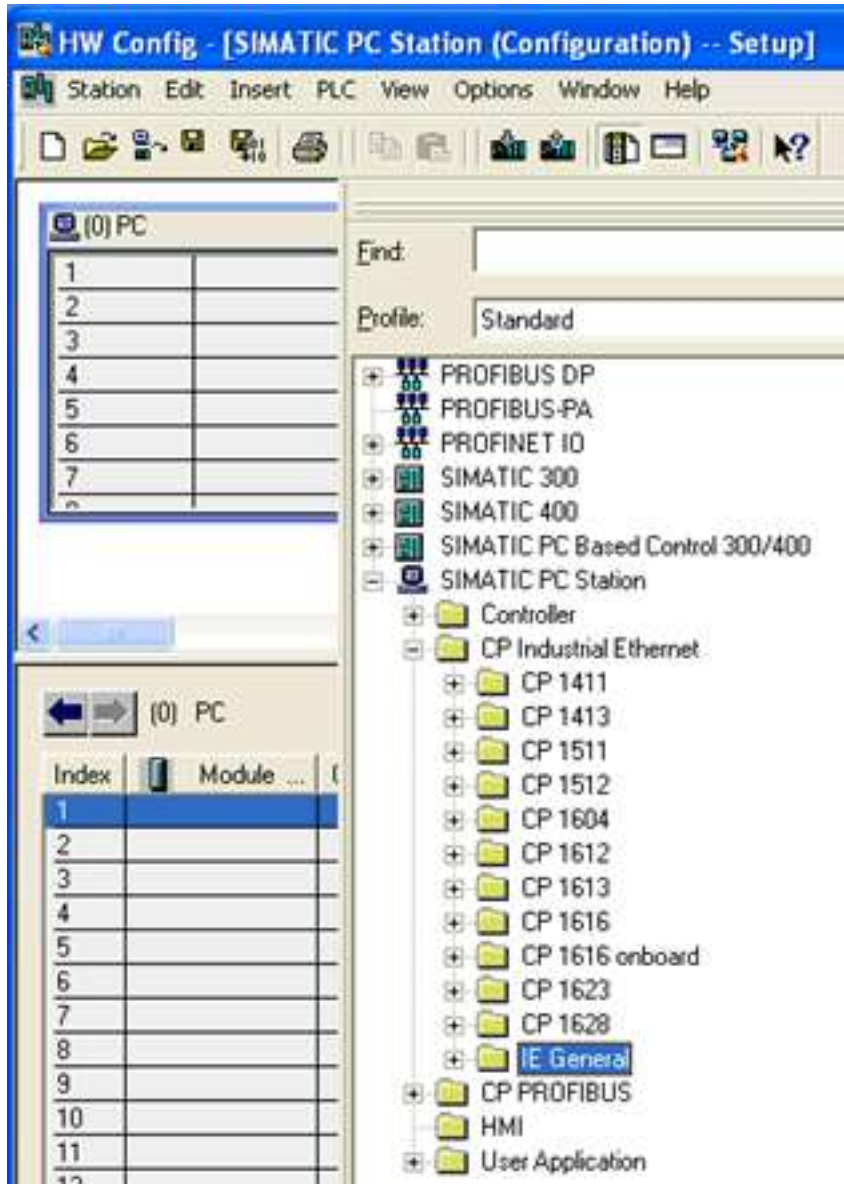 HW Config - [SIMATIC PC Station (Configuration) -- Setup]
Station Edit Insert PLC View Options Window Help
(0) PC
1
2
3
4
5
6
7
Find:
Profile: Standard
PROFIBUS DP
PROFIBUS-PA
PROFINET IO
SIMATIC 300
SIMATIC 400
SIMATIC PC Based Control 300/400
SIMATIC PC Station
Controller
CP Industrial Ethernet
CP 1411
CP 1413
CP 1511
CP 1512
CP 1604
CP 1612
CP 1613
CP 1616
CP 1616 onboard
CP 1623
CP 1628
IE General
CP PROFIBUS
HMI
User Application
(0) PC
Index Module ...
1
2
3
4
5
6
7
8
9
10
11
12